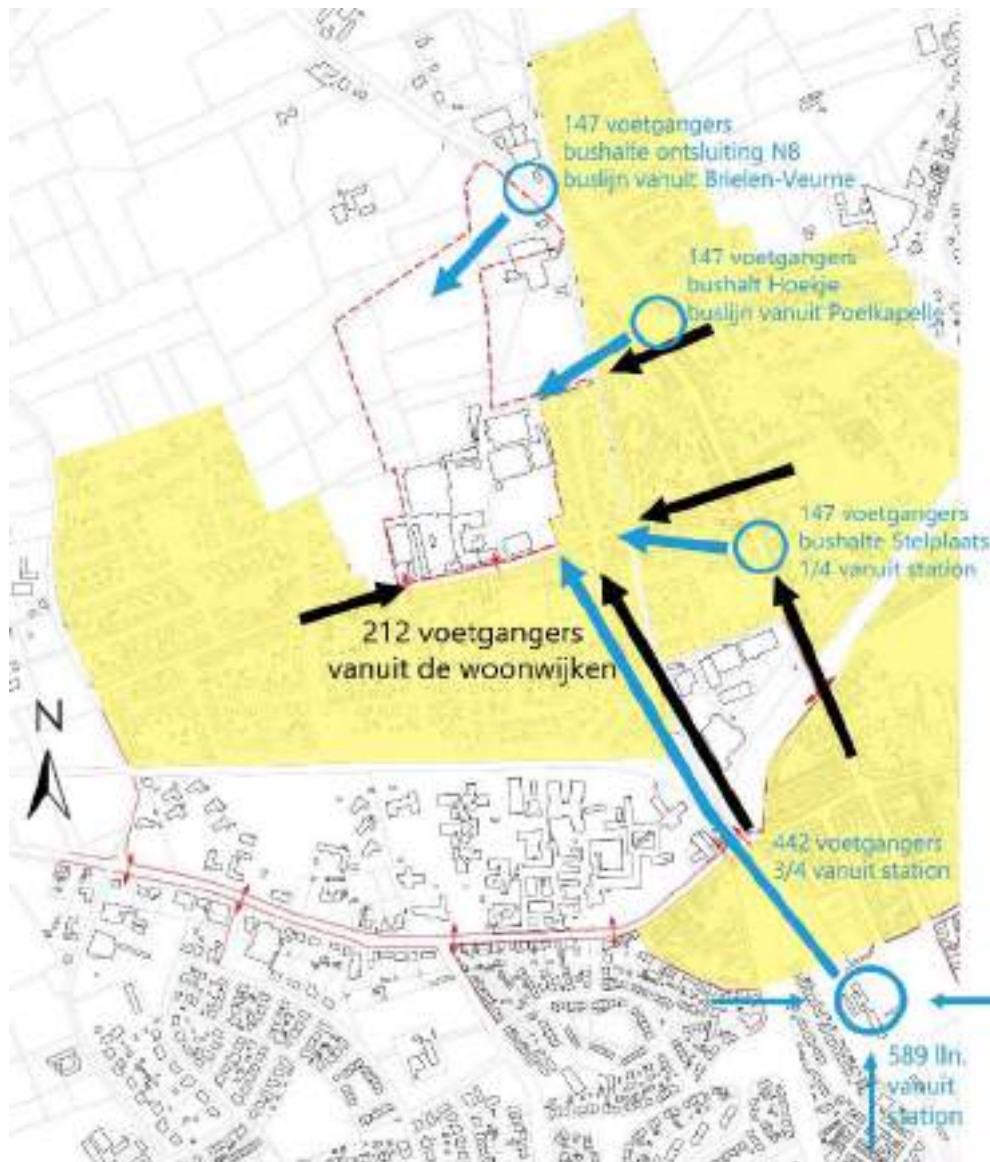 147 voetgangers
bushalte ontsluiting N8
buslijn vanuit Brielen-Veurne
147 voetgangers
bushalt Hoekje
buslijn vanuit Poelkapelle
147 voetgangers
bushalte Stelplaats
1/4 vanuit station
212 voetgangers
vanuit de woonwijken
N
442 voetgangers
3/4 vanuit station
589 lln.
vanuit
station